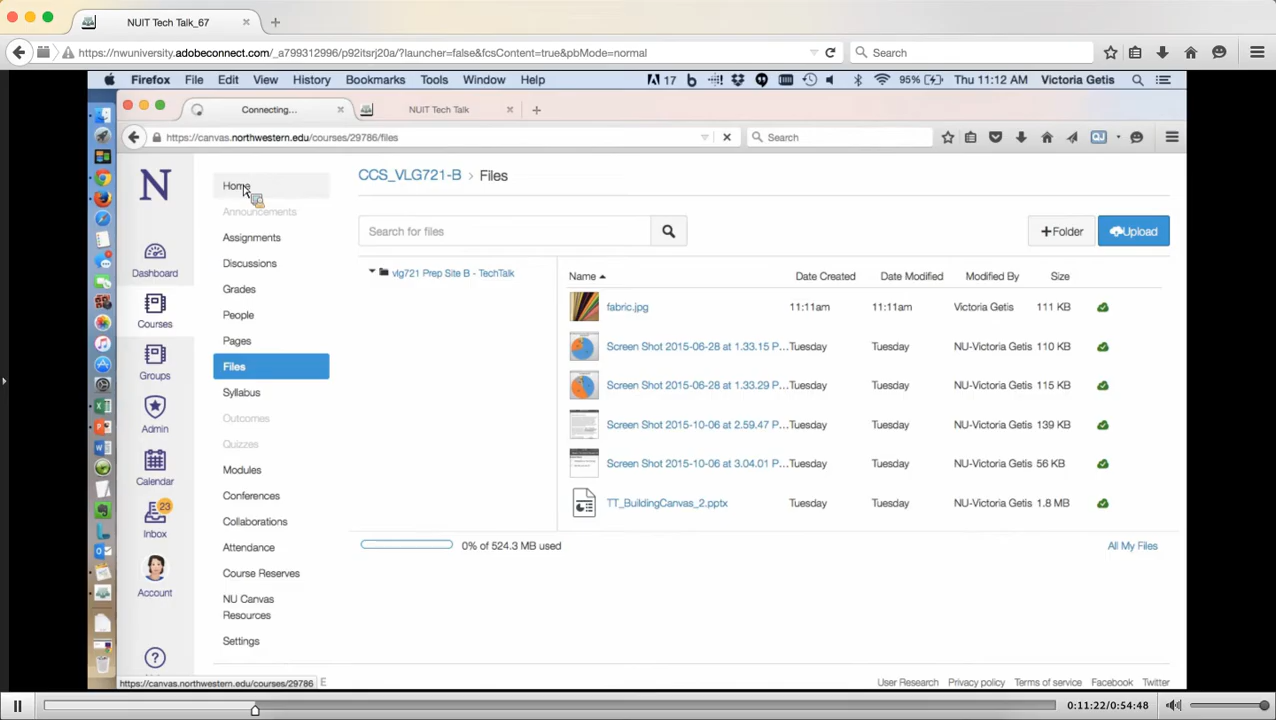 NUIT Tech Talk_67
https://nwuniversity.adobeconnect.com/_a799312996/p92itsrj20a/?launcher=false&fcsContent=true&pbMode=normal
Search
Firefox File Edit View History Bookmarks Tools Window Help 17 95% Thu 11:12 AM Victoria Getis
Connecting... NUIT Tech Talk
https://canvas.northwestern.edu/courses/29786/files
Search
N
Dashboard
Courses
Groups
Admin
Calendar
23
Inbox
Account
Home
Announcements
Assignments
Discussions
Grades
People
Pages
Files
Syllabus
Outcomes
Quizzes
Modules
Conferences
Collaborations
Attendance
Course Reserves
NU Canvas
Resources
Settings
CCS_VLG721-B > Files
Search for files
+Folder
Upload
vlg721 Prep Site B - TechTalk
Name Date Created Date Modified Modified By Size
fabric.jpg 11:11am 11:11am Victoria Getis 111 KB
Screen Shot 2015-06-28 at 1.33.15 P... Tuesday Tuesday NU-Victoria Getis 110 KB
Screen Shot 2015-06-28 at 1.33.29 P... Tuesday Tuesday NU-Victoria Getis 115 KB
Screen Shot 2015-10-06 at 2.59.47 P... Tuesday Tuesday NU-Victoria Getis 139 KB
Screen Shot 2015-10-06 at 3.04.01 P... Tuesday Tuesday NU-Victoria Getis 56 KB
TT_BuildingCanvas_2.pptx Tuesday Tuesday NU-Victoria Getis 1.8 MB
0% of 524.3 MB used
All My Files
https://canvas.northwestern.edu/courses/29786 E
User Research Privacy policy Terms of service Facebook Twitter
0:11:22 / 0:54:48